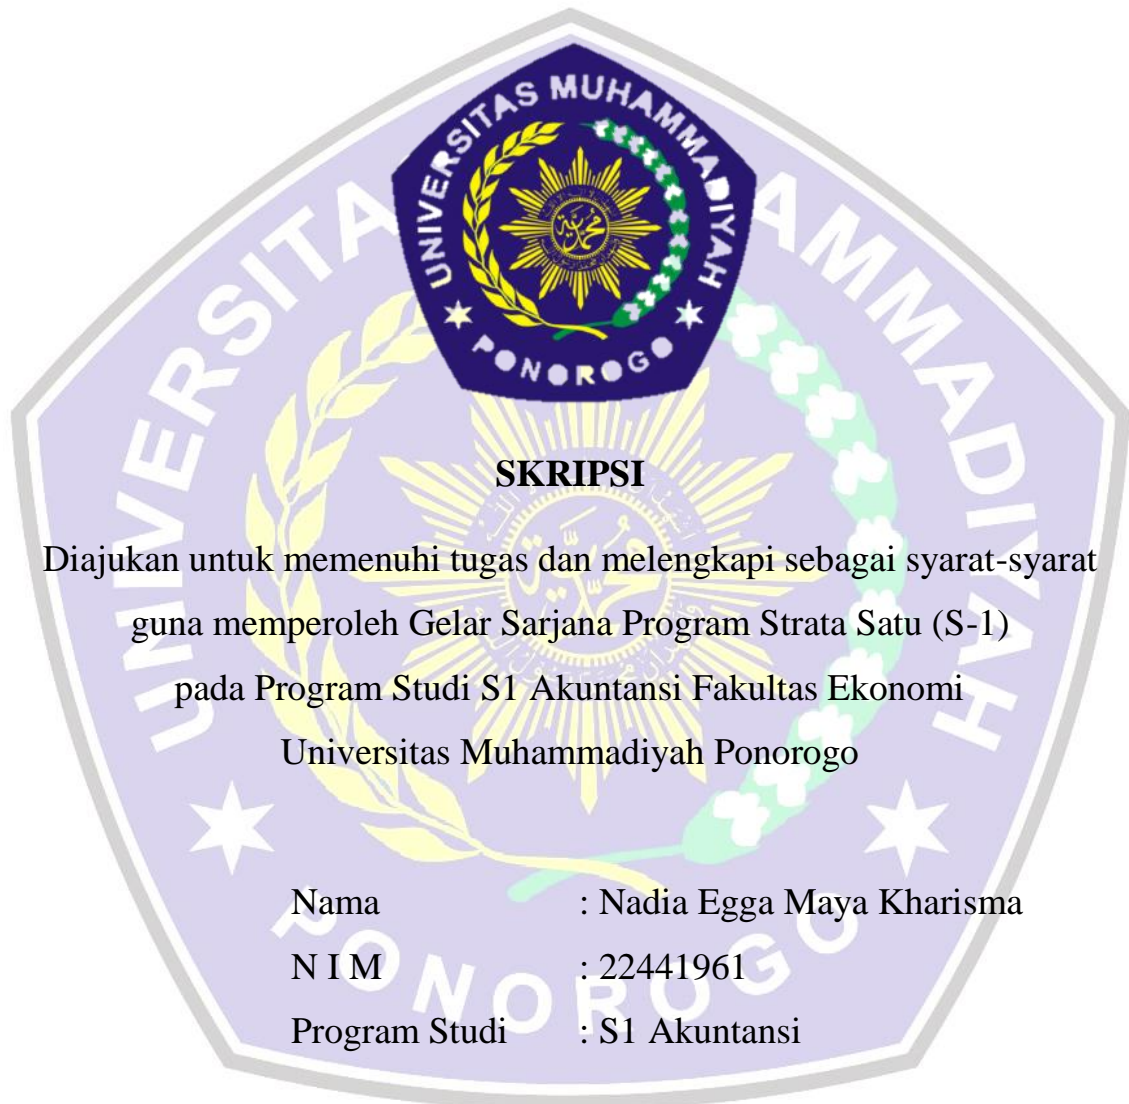 UNIVERSITAS MUHAMMADIYAH
PONOROGO
SKRIPSI
Diajukan untuk memenuhi tugas dan melengkapi sebagai syarat-syarat
guna memperoleh Gelar Sarjana Program Strata Satu (S-1)
pada Program Studi S1 Akuntansi Fakultas Ekonomi
Universitas Muhammadiyah Ponorogo
Nama : Nadia Egga Maya Kharisma
N I M : 22441961
Program Studi : S1 Akuntansi